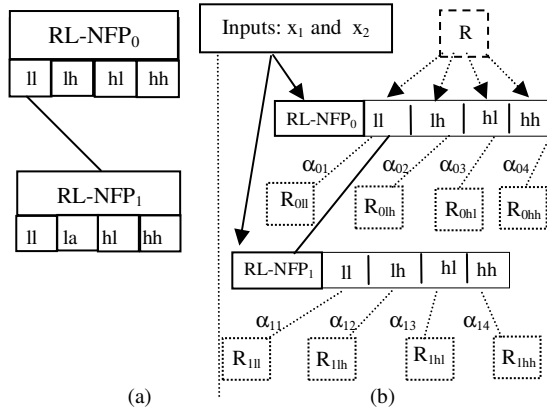 RL-NFP₀
ll lh hl hh
RL-NFP₁
ll la hl hh
(a)
Inputs: x₁ and x₂
R
RL-NFP₀ ll lh hl hh
α₀₁ α₀₂ α₀₃ α₀₄
R₀ll R₀lh R₀hl R₀hh
RL-NFP₁ ll lh hl hh
α₁₁ α₁₂ α₁₃ α₁₄
R₁ll R₁lh R₁hl R₁hh
(b)